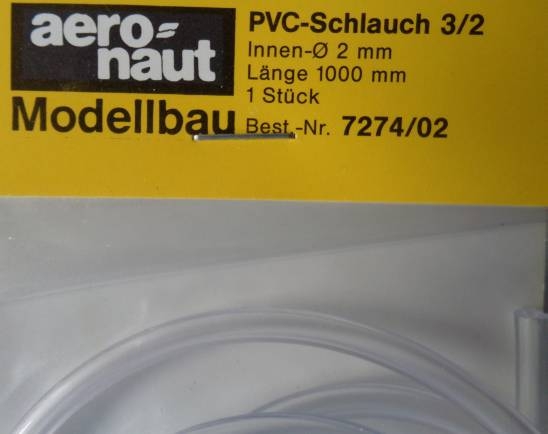 aero=
naut
Modellbau
PVC-Schlauch 3/2
Innen-Ø 2 mm
Länge 1000 mm
1 Stück
Best.-Nr. 7274/02